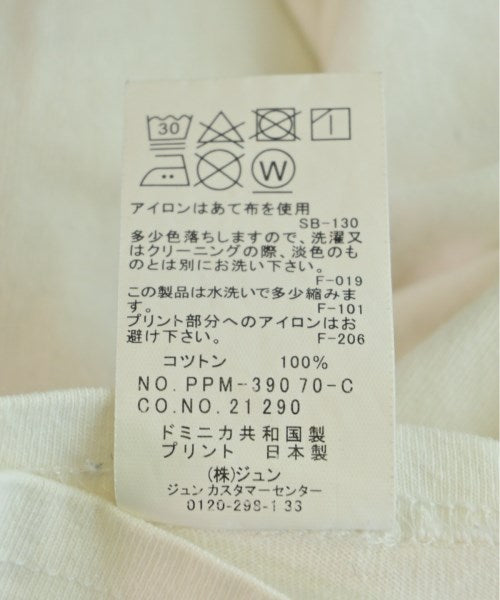 30
W
アイロンはあて布を使用
SB-130
多少色落ちしますので、洗濯又
はクリーニングの際、淡色のも
のとは別にお洗い下さい。
F-019
この製品は水洗いで多少縮みま
す。 F-101
プリント部分へのアイロンはお
避け下さい。 F-206
コットン 100%
NO.PPM-39070-C
CO.NO.21290
ドミニカ共和国製
プリント 日本製
(株)ジュン
ジュンカスタマーセンター
0120-298-133